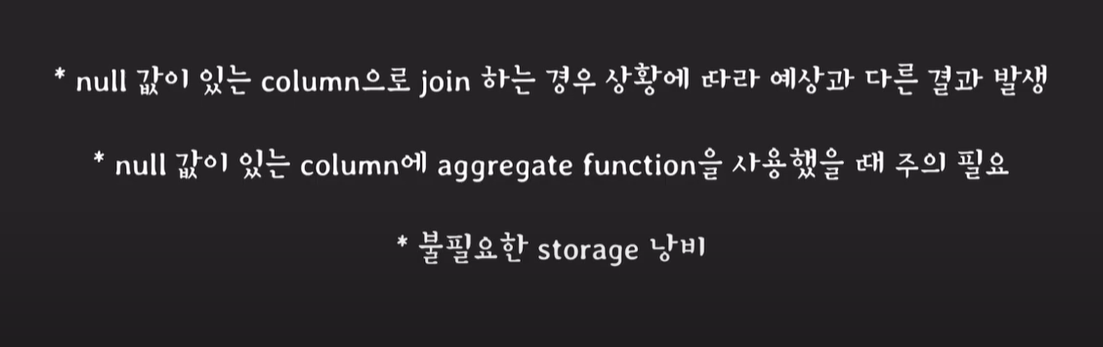 * null 값이 있는 column으로 join 하는 경우 상황에 따라 예상과 다른 결과 발생
* null 값이 있는 column에 aggregate function을 사용했을 때 주의 필요
* 불필요한 storage 낭비